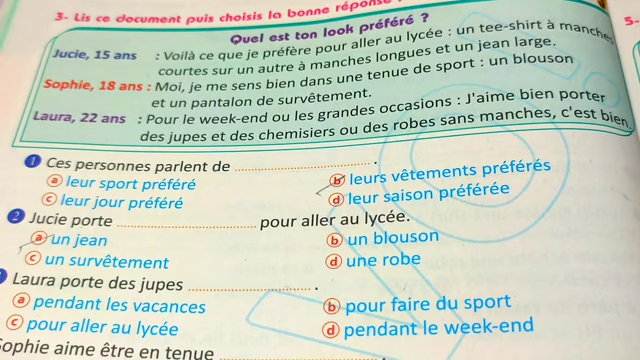 3- Lis ce document puis choisis la bonne réponse
Quel est ton look préféré ?
Jucie, 15 ans : Voilà ce que je préfère pour aller au lycée : un tee-shirt à manches
courtes sur un autre à manches longues et un jean large.
Sophie, 18 ans : Moi, je me sens bien dans une tenue de sport : un blouson
et un pantalon de survêtement.
Laura, 22 ans : Pour le week-end ou les grandes occasions : J'aime bien porter
des jupes et des chemisiers ou des robes sans manches, c'est bien
1 Ces personnes parlent de .................... .
a leur sport préféré b leurs vêtements préférés
c leur jour préféré d leur saison préférée
2 Jucie porte .................... pour aller au lycée.
a un jean b un blouson
c un survêtement d une robe
Laura porte des jupes .................... .
a pendant les vacances b pour faire du sport
c pour aller au lycée d pendant le week-end
Sophie aime être en tenue .................... .
5-